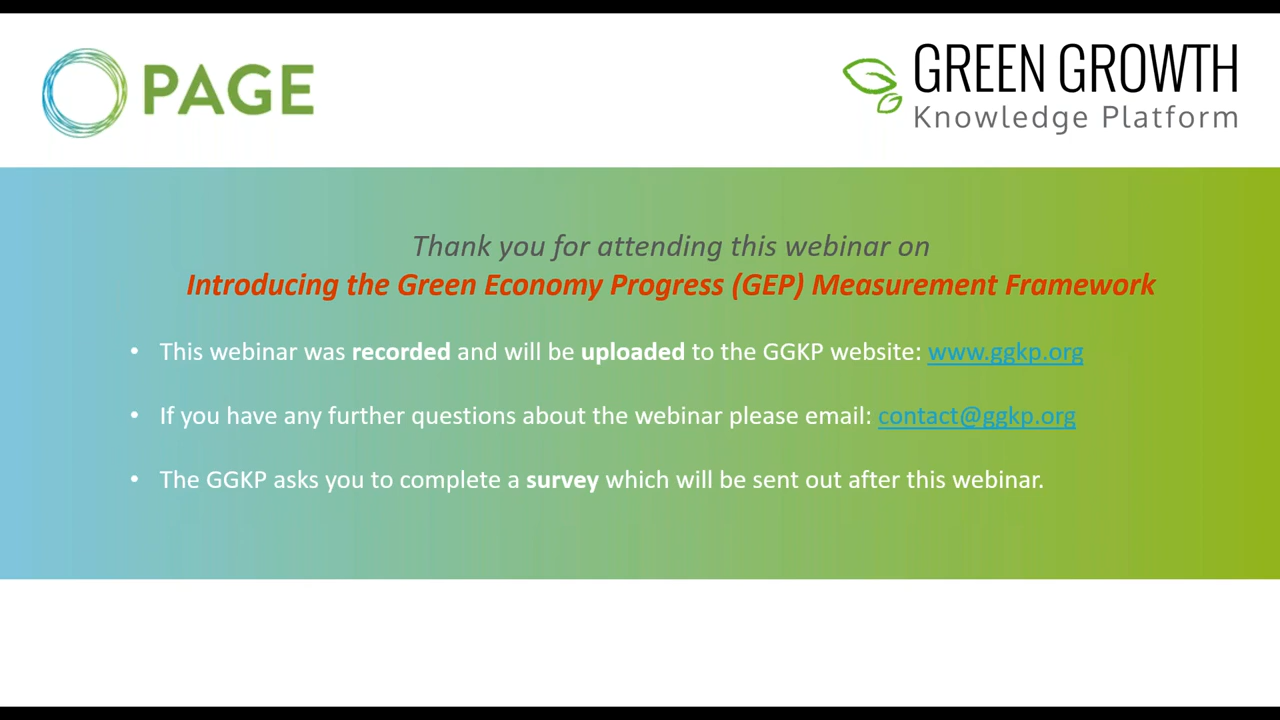 PAGE
GREEN GROWTH
Knowledge Platform
Thank you for attending this webinar on
Introducing the Green Economy Progress (GEP) Measurement Framework
• This webinar was recorded and will be uploaded to the GGKP website: www.ggkp.org
• If you have any further questions about the webinar please email: contact@ggkp.org
• The GGKP asks you to complete a survey which will be sent out after this webinar.